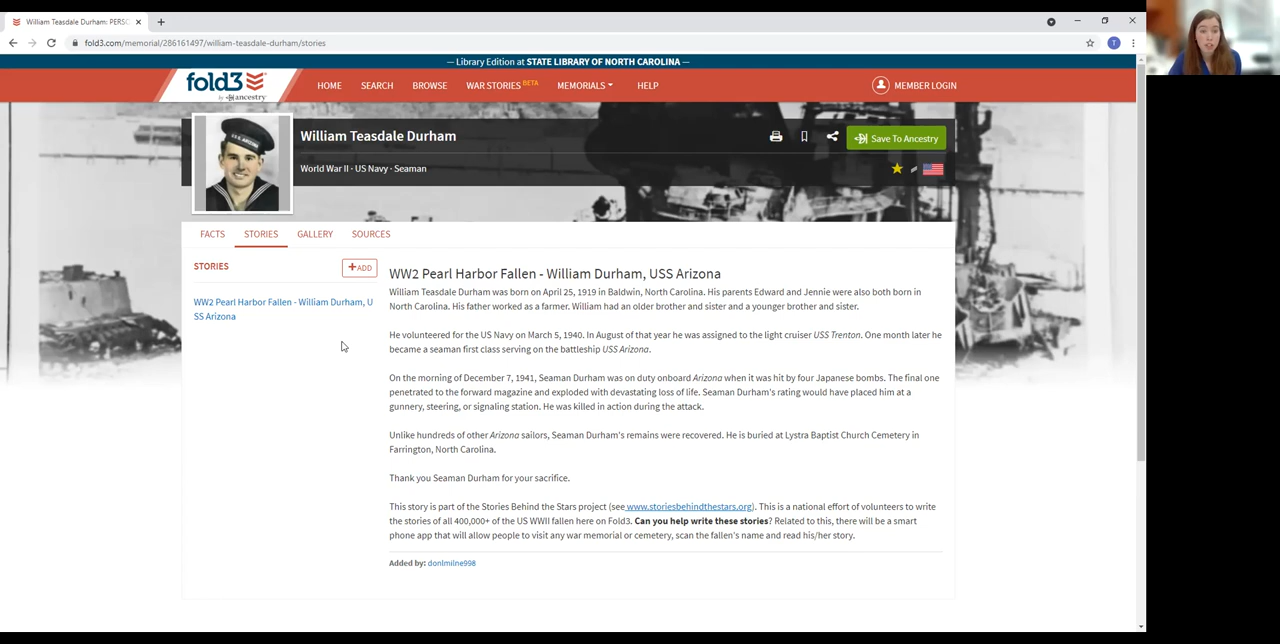 William Teasdale Durham: PERSO
fold3.com/memorial/286161497/william-teasdale-durham/stories
T
— Library Edition at STATE LIBRARY OF NORTH CAROLINA —
fold3
by ancestry
HOME SEARCH BROWSE WAR STORIES BETA MEMORIALS HELP MEMBER LOGIN
U.S.S. ARIZONA
William Teasdale Durham
Save To Ancestry
World War II · US Navy · Seaman
FACTS STORIES GALLERY SOURCES
STORIES
+ADD
WW2 Pearl Harbor Fallen - William Durham, U
SS Arizona
WW2 Pearl Harbor Fallen - William Durham, USS Arizona
William Teasdale Durham was born on April 25, 1919 in Baldwin, North Carolina. His parents Edward and Jennie were also both born in
North Carolina. His father worked as a farmer. William had an older brother and sister and a younger brother and sister.
He volunteered for the US Navy on March 5, 1940. In August of that year he was assigned to the light cruiser USS Trenton. One month later he
became a seaman first class serving on the battleship USS Arizona.
On the morning of December 7, 1941, Seaman Durham was on duty onboard Arizona when it was hit by four Japanese bombs. The final one
penetrated to the forward magazine and exploded with devastating loss of life. Seaman Durham's rating would have placed him at a
gunnery, steering, or signaling station. He was killed in action during the attack.
Unlike hundreds of other Arizona sailors, Seaman Durham's remains were recovered. He is buried at Lystra Baptist Church Cemetery in
Farrington, North Carolina.
Thank you Seaman Durham for your sacrifice.
This story is part of the Stories Behind the Stars project (see www.storiesbehindthestars.org). This is a national effort of volunteers to write
the stories of all 400,000+ of the US WWII fallen here on Fold3. Can you help write these stories? Related to this, there will be a smart
phone app that will allow people to visit any war memorial or cemetery, scan the fallen's name and read his/her story.
Added by: donlmilne998